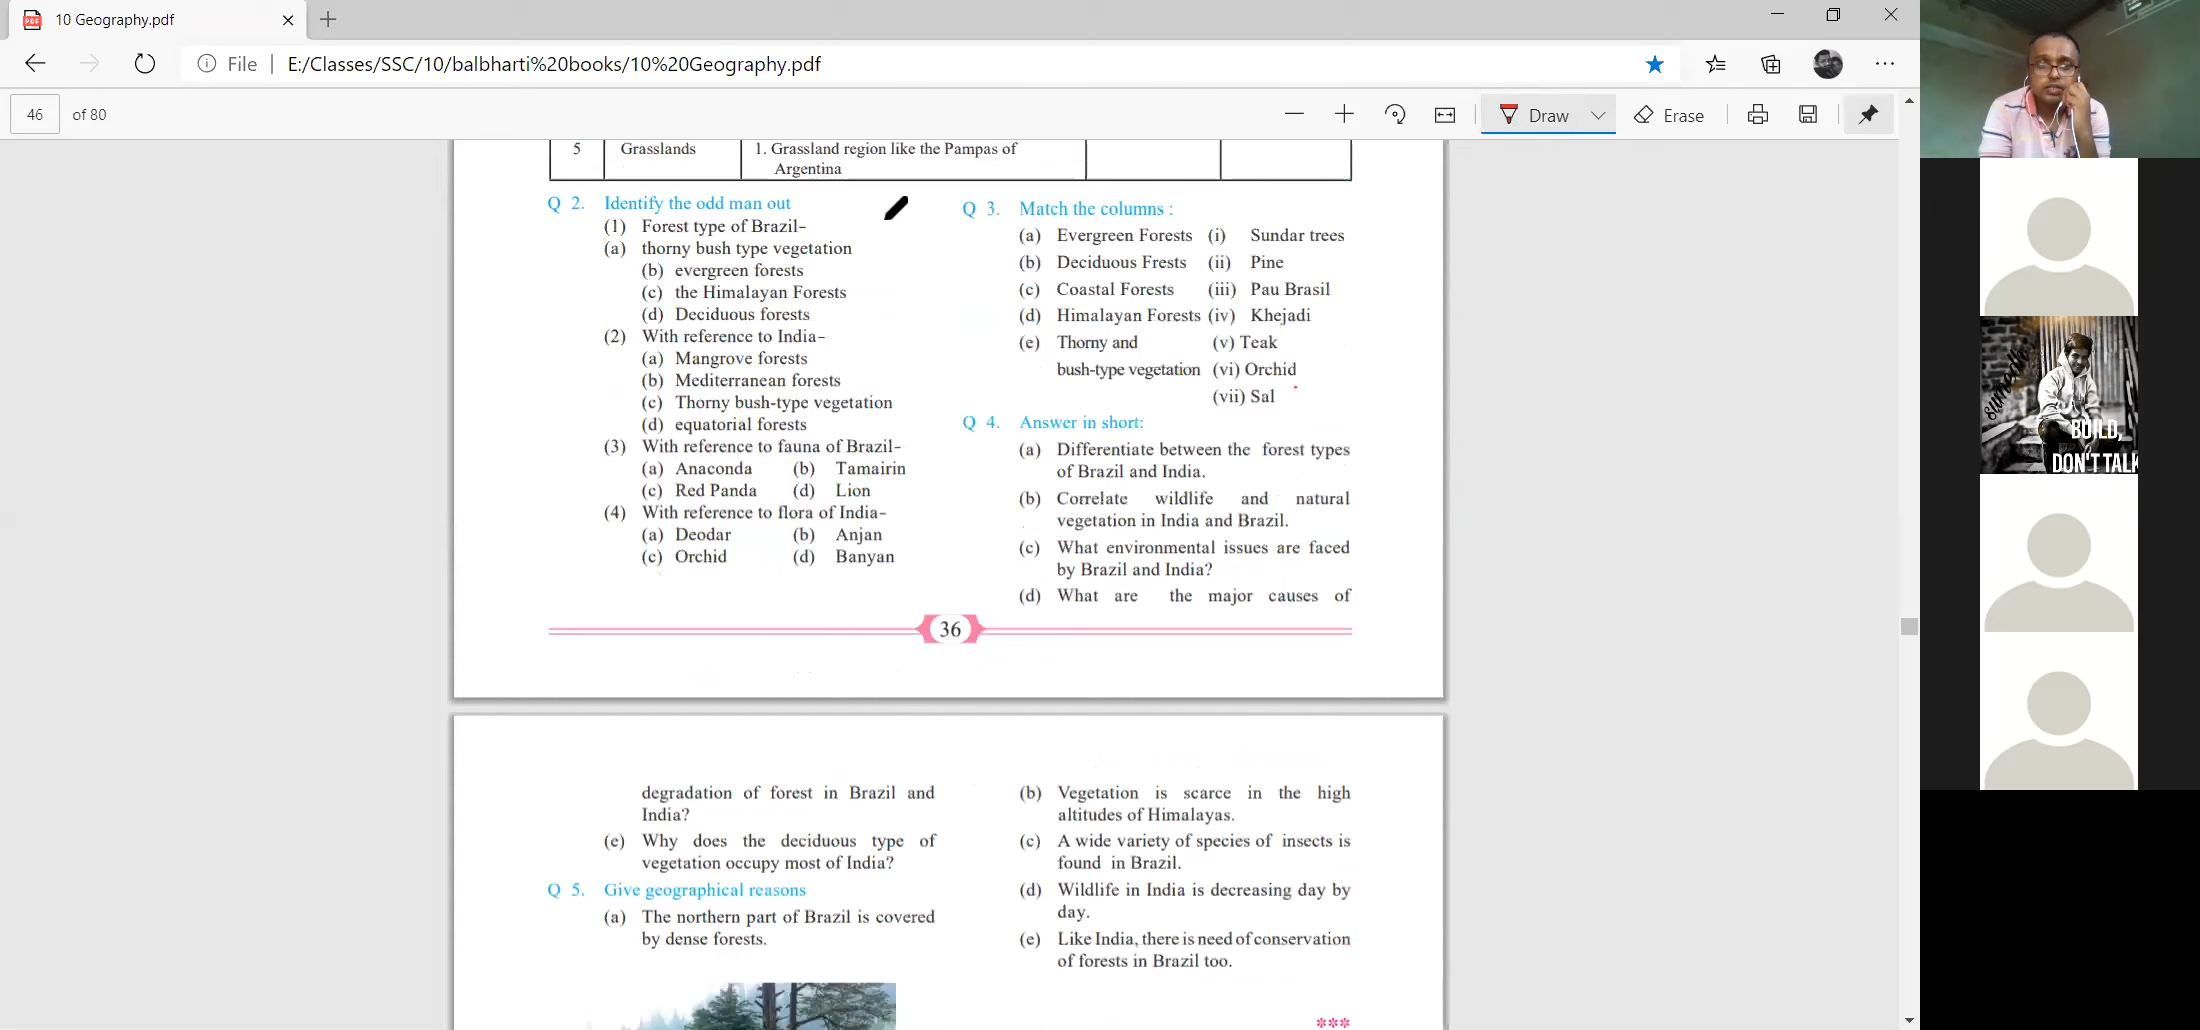 10 Geography.pdf
File | E:/Classes/SSC/10/balbharti%20books/10%20Geography.pdf
46 of 80
Draw
Erase
5 Grasslands 1. Grassland region like the Pampas of
Argentina
Q 2. Identify the odd man out
(1) Forest type of Brazil-
(a) thorny bush type vegetation
(b) evergreen forests
(c) the Himalayan Forests
(d) Deciduous forests
(2) With reference to India-
(a) Mangrove forests
(b) Mediterranean forests
(c) Thorny bush-type vegetation
(d) equatorial forests
(3) With reference to fauna of Brazil-
(a) Anaconda (b) Tamairin
(c) Red Panda (d) Lion
(4) With reference to flora of India-
(a) Deodar (b) Anjan
(c) Orchid (d) Banyan
Q 3. Match the columns :
(a) Evergreen Forests (i) Sundar trees
(b) Deciduous Frests (ii) Pine
(c) Coastal Forests (iii) Pau Brasil
(d) Himalayan Forests (iv) Khejadi
(e) Thorny and (v) Teak
bush-type vegetation (vi) Orchid
(vii) Sal
Q 4. Answer in short:
(a) Differentiate between the forest types
of Brazil and India.
(b) Correlate wildlife and natural
vegetation in India and Brazil.
(c) What environmental issues are faced
by Brazil and India?
(d) What are the major causes of
36
degradation of forest in Brazil and
India?
(e) Why does the deciduous type of
vegetation occupy most of India?
Q 5. Give geographical reasons
(a) The northern part of Brazil is covered
by dense forests.
(b) Vegetation is scarce in the high
altitudes of Himalayas.
(c) A wide variety of species of insects is
found in Brazil.
(d) Wildlife in India is decreasing day by
day.
(e) Like India, there is need of conservation
of forests in Brazil too.
***
sumedh
BUILD,
DON'T TALK